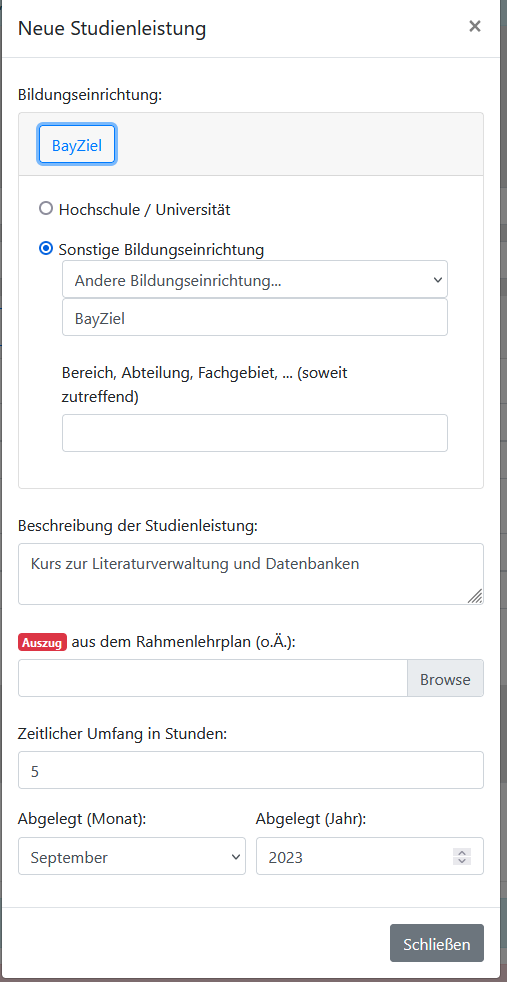 Neue Studienleistung
×
Bildungseinrichtung:
BayZiel
Hochschule / Universität
Sonstige Bildungseinrichtung
Andere Bildungseinrichtung...
BayZiel
Bereich, Abteilung, Fachgebiet, ... (soweit
zutreffend)
Beschreibung der Studienleistung:
Kurs zur Literaturverwaltung und Datenbanken
Auszug aus dem Rahmenlehrplan (o.Ä.):
Browse
Zeitlicher Umfang in Stunden:
5
Abgelegt (Monat): Abgelegt (Jahr):
September 2023
Schließen